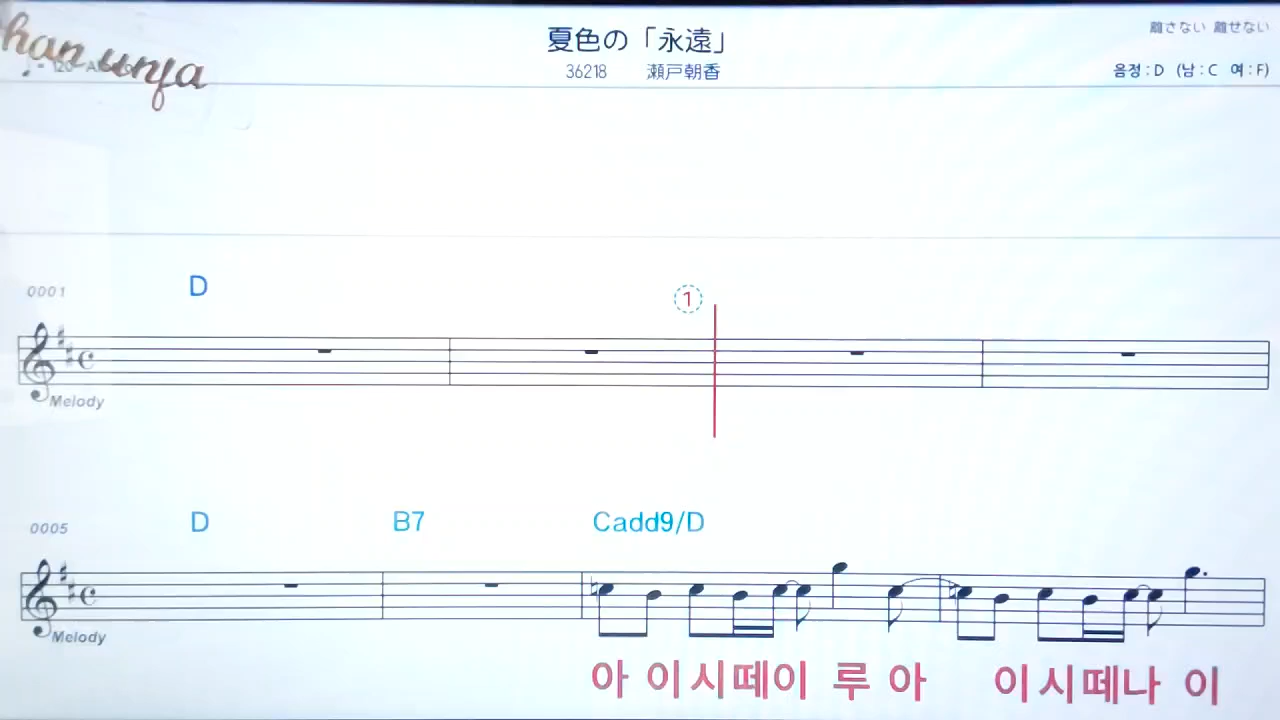 夏色の「永遠」
離さない 離せない
36218 瀬戸朝香
음정 : D (남 : C 여 : F)
0001 D
①
Melody
0005 D B7 Cadd9/D
Melody
아 이시떼이 루 아 이시떼나 이